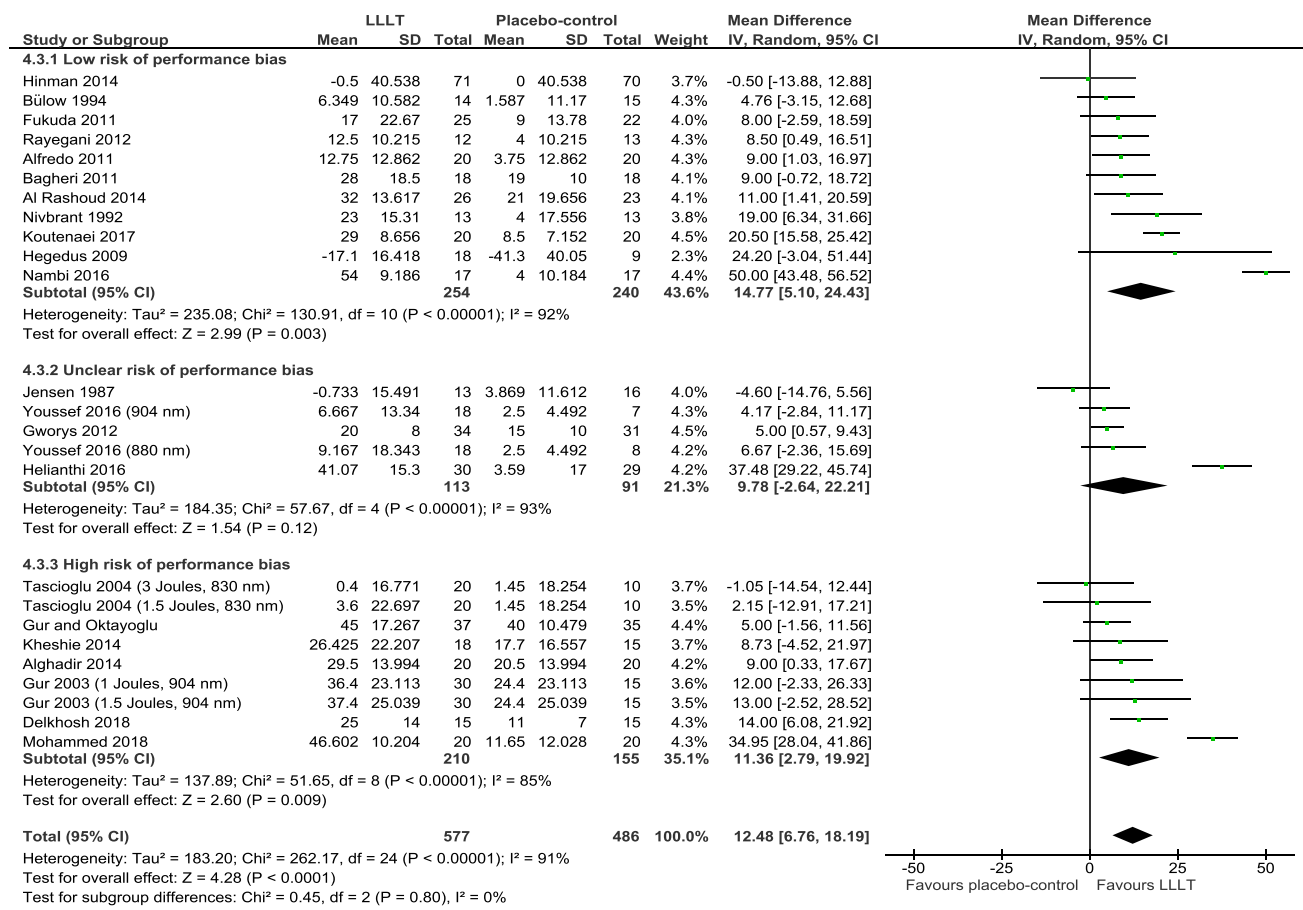 LLLT Placebo-control Mean Difference Mean Difference
Study or Subgroup Mean SD Total Mean SD Total Weight IV, Random, 95% CI IV, Random, 95% CI
4.3.1 Low risk of performance bias
Hinman 2014 -0.5 40.538 71 0 40.538 70 3.7% -0.50 [-13.88, 12.88]
Bülow 1994 6.349 10.582 14 1.587 11.17 15 4.3% 4.76 [-3.15, 12.68]
Fukuda 2011 17 22.67 25 9 13.78 22 4.0% 8.00 [-2.59, 18.59]
Rayegani 2012 12.5 10.215 12 4 10.215 13 4.3% 8.50 [0.49, 16.51]
Alfredo 2011 12.75 12.862 20 3.75 12.862 20 4.3% 9.00 [1.03, 16.97]
Bagheri 2011 28 18.5 18 19 10 18 4.1% 9.00 [-0.72, 18.72]
Al Rashoud 2014 32 13.617 26 21 19.656 23 4.1% 11.00 [1.41, 20.59]
Nivbrant 1992 23 15.31 13 4 17.556 13 3.8% 19.00 [6.34, 31.66]
Koutenaei 2017 29 8.656 20 8.5 7.152 20 4.5% 20.50 [15.58, 25.42]
Hegedus 2009 -17.1 16.418 18 -41.3 40.05 9 2.3% 24.20 [-3.04, 51.44]
Nambi 2016 54 9.186 17 4 10.184 17 4.4% 50.00 [43.48, 56.52]
Subtotal (95% CI) 254 240 43.6% 14.77 [5.10, 24.43]
Heterogeneity: Tau² = 235.08; Chi² = 130.91, df = 10 (P < 0.00001); I² = 92%
Test for overall effect: Z = 2.99 (P = 0.003)
4.3.2 Unclear risk of performance bias
Jensen 1987 -0.733 15.491 13 3.869 11.612 16 4.0% -4.60 [-14.76, 5.56]
Youssef 2016 (904 nm) 6.667 13.34 18 2.5 4.492 7 4.3% 4.17 [-2.84, 11.17]
Gworys 2012 20 8 34 15 10 31 4.5% 5.00 [0.57, 9.43]
Youssef 2016 (880 nm) 9.167 18.343 18 2.5 4.492 8 4.2% 6.67 [-2.36, 15.69]
Helianthi 2016 41.07 15.3 30 3.59 17 29 4.2% 37.48 [29.22, 45.74]
Subtotal (95% CI) 113 91 21.3% 9.78 [-2.64, 22.21]
Heterogeneity: Tau² = 184.35; Chi² = 57.67, df = 4 (P < 0.00001); I² = 93%
Test for overall effect: Z = 1.54 (P = 0.12)
4.3.3 High risk of performance bias
Tascioglu 2004 (3 Joules, 830 nm) 0.4 16.771 20 1.45 18.254 10 3.7% -1.05 [-14.54, 12.44]
Tascioglu 2004 (1.5 Joules, 830 nm) 3.6 22.697 20 1.45 18.254 10 3.5% 2.15 [-12.91, 17.21]
Gur and Oktayoglu 45 17.267 37 40 10.479 35 4.4% 5.00 [-1.56, 11.56]
Kheshie 2014 26.425 22.207 18 17.7 16.557 15 3.7% 8.73 [-4.52, 21.97]
Alghadir 2014 29.5 13.994 20 20.5 13.994 20 4.2% 9.00 [0.33, 17.67]
Gur 2003 (1 Joules, 904 nm) 36.4 23.113 30 24.4 23.113 15 3.6% 12.00 [-2.33, 26.33]
Gur 2003 (1.5 Joules, 904 nm) 37.4 25.039 30 24.4 25.039 15 3.5% 13.00 [-2.52, 28.52]
Delkhosh 2018 25 14 15 11 7 15 4.3% 14.00 [6.08, 21.92]
Mohammed 2018 46.602 10.204 20 11.65 12.028 20 4.3% 34.95 [28.04, 41.86]
Subtotal (95% CI) 210 155 35.1% 11.36 [2.79, 19.92]
Heterogeneity: Tau² = 137.89; Chi² = 51.65, df = 8 (P < 0.00001); I² = 85%
Test for overall effect: Z = 2.60 (P = 0.009)
Total (95% CI) 577 486 100.0% 12.48 [6.76, 18.19]
Heterogeneity: Tau² = 183.20; Chi² = 262.17, df = 24 (P < 0.00001); I² = 91%
Test for overall effect: Z = 4.28 (P < 0.0001)
Test for subgroup differences: Chi² = 0.45, df = 2 (P = 0.80), I² = 0%
-50 -25 0 25 50
Favours placebo-control Favours LLLT